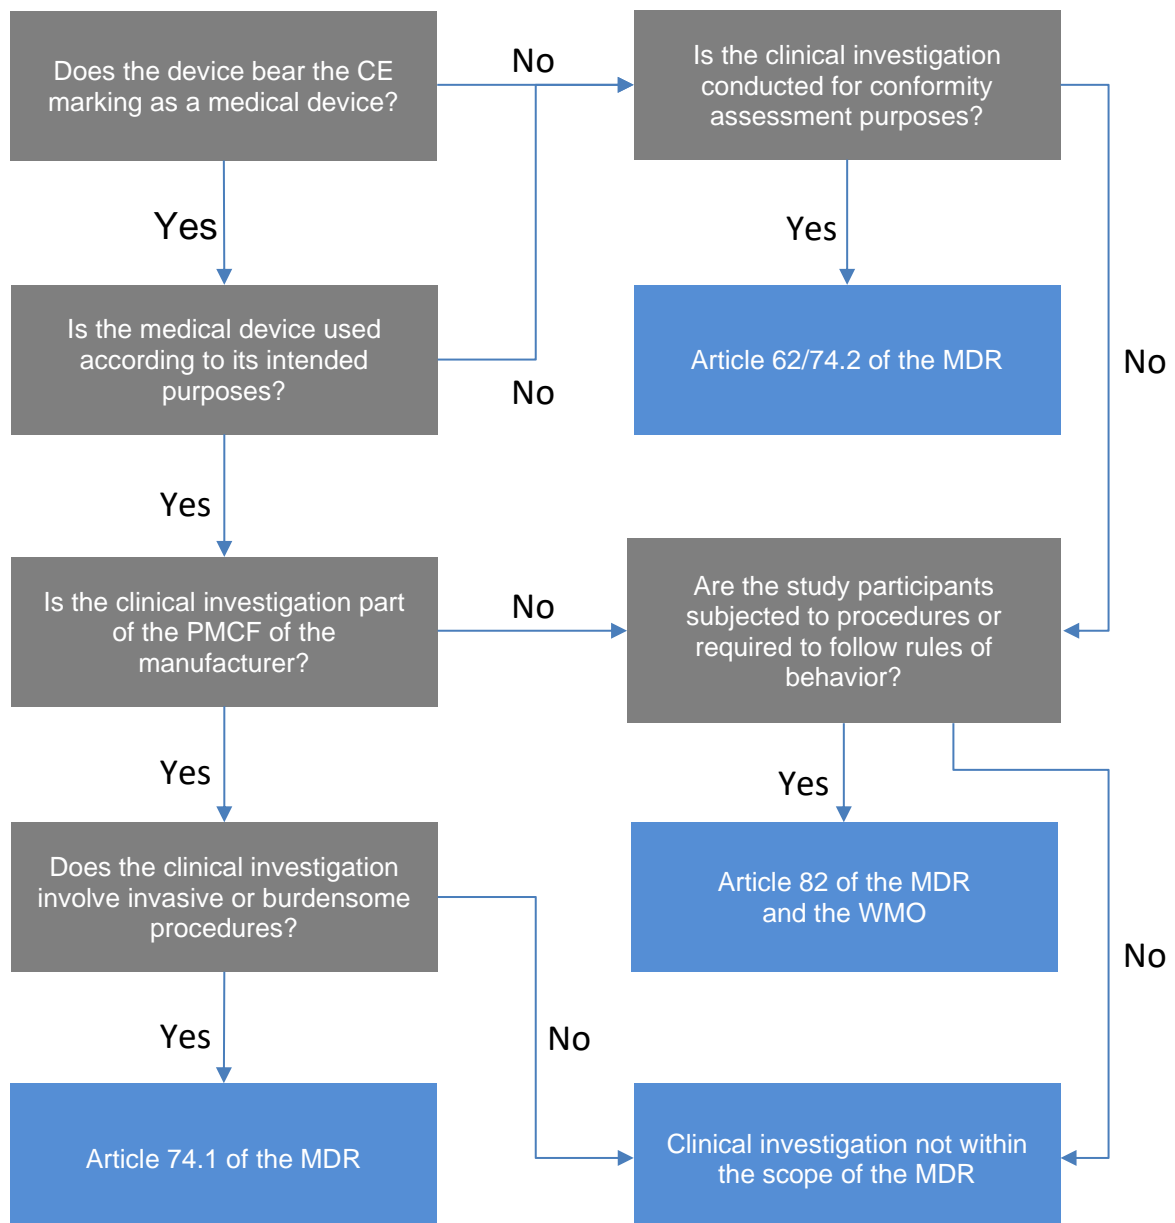 Does the device bear the CE
marking as a medical device?
No
Is the clinical investigation
conducted for conformity
assessment purposes?
Yes
Yes
Is the medical device used
according to its intended
purposes?
No
Article 62/74.2 of the MDR
No
Yes
Is the clinical investigation part
of the PMCF of the
manufacturer?
No
Are the study participants
subjected to procedures or
required to follow rules of
behavior?
Yes
Yes
Does the clinical investigation
involve invasive or burdensome
procedures?
Article 82 of the MDR
and the WMO
No
Yes
No
Article 74.1 of the MDR
Clinical investigation not within
the scope of the MDR